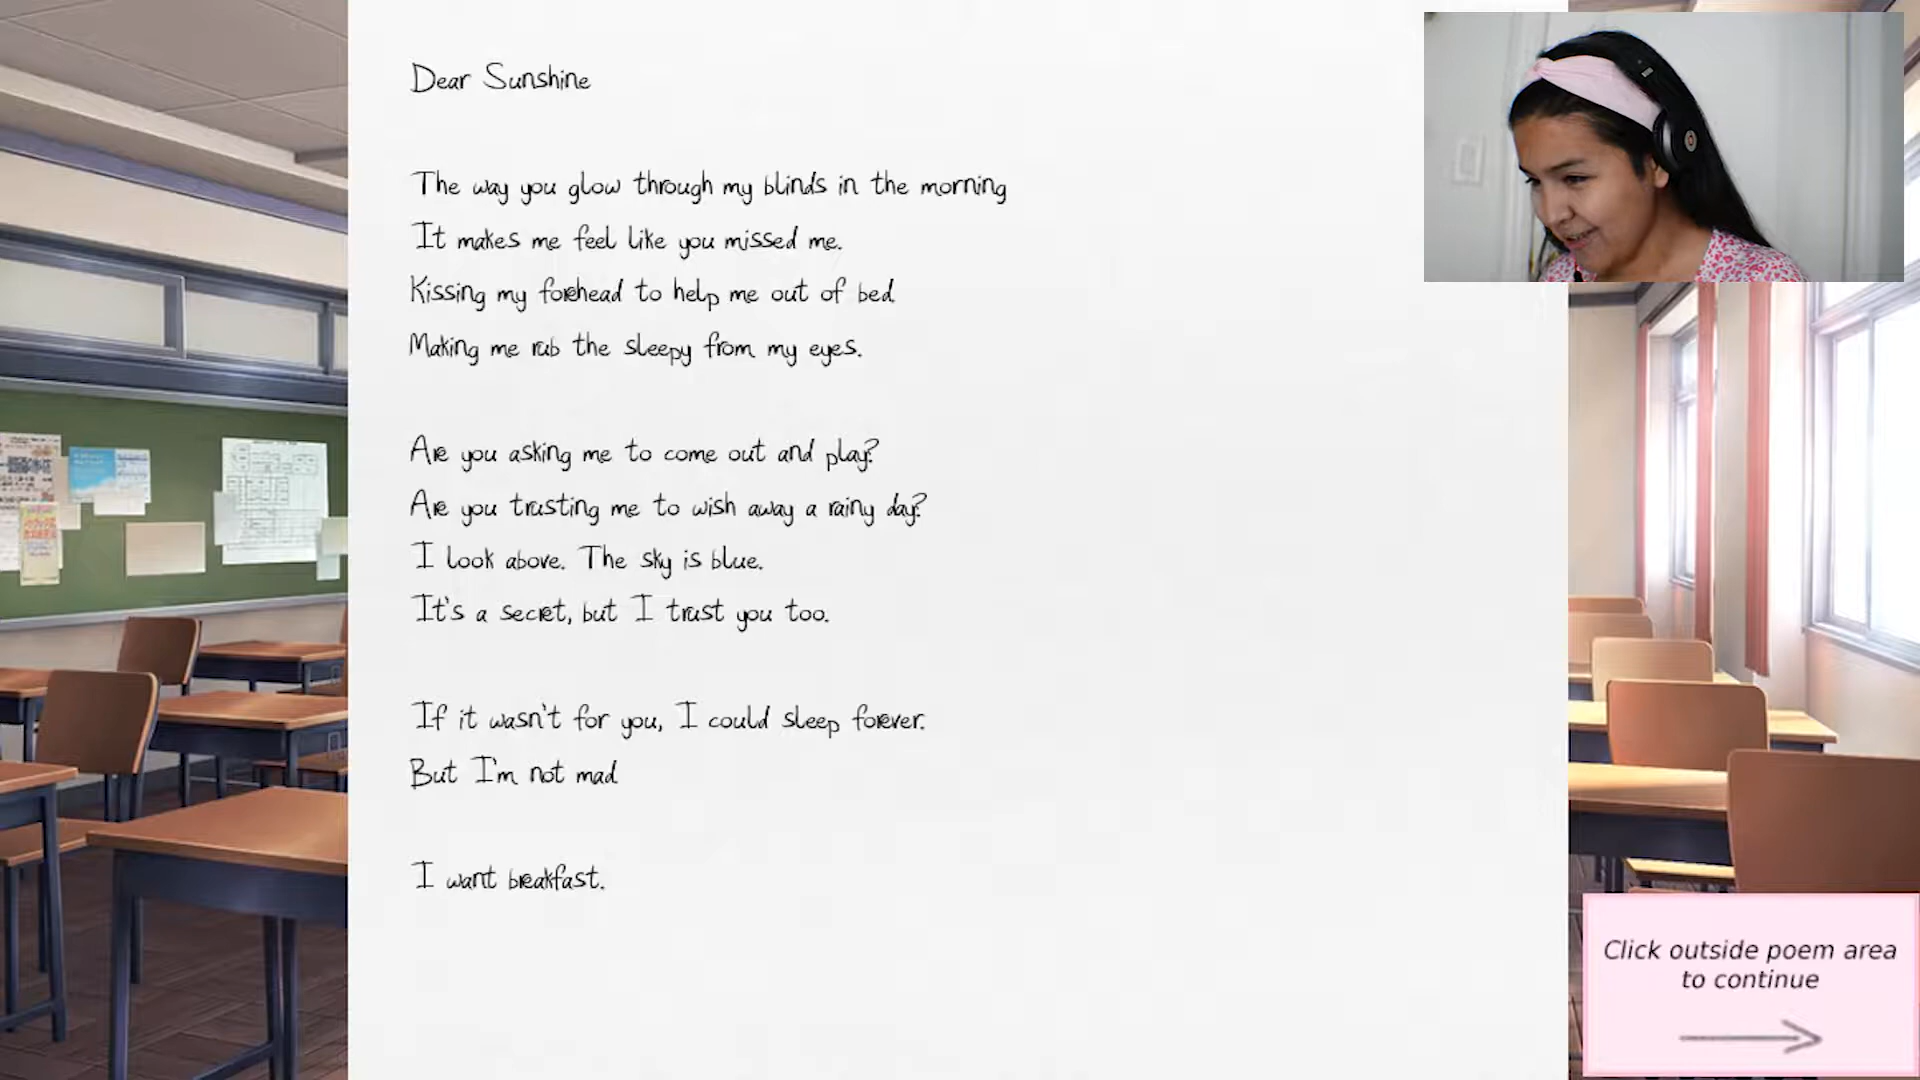 Dear Sunshine
The way you glow through my blinds in the morning
It makes me feel like you missed me.
Kissing my forehead to help me out of bed.
Making me rub the sleepy from my eyes.
Are you asking me to come out and play?
Are you trusting me to wish away a rainy day?
I look above. The sky is blue.
It's a secret, but I trust you too.
If it wasn't for you, I could sleep forever.
But I'm not mad.
I want breakfast.
Click outside poem area
to continue